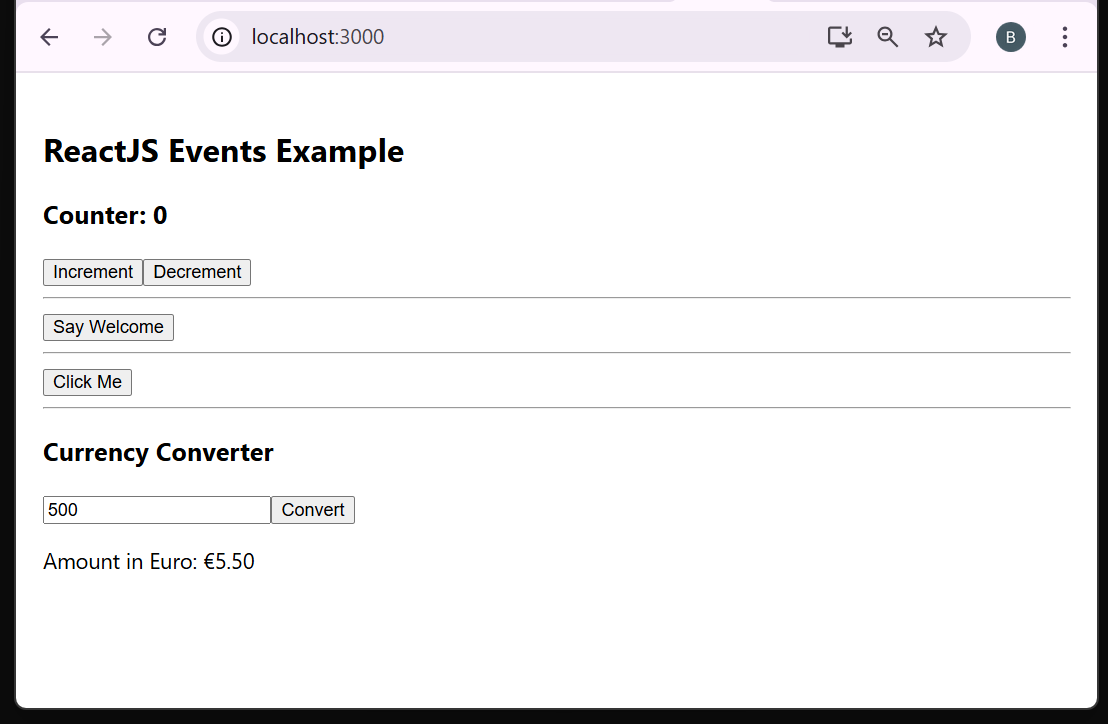 localhost:3000
B
ReactJS Events Example
Counter: 0
Increment Decrement
Say Welcome
Click Me
Currency Converter
500 Convert
Amount in Euro: €5.50